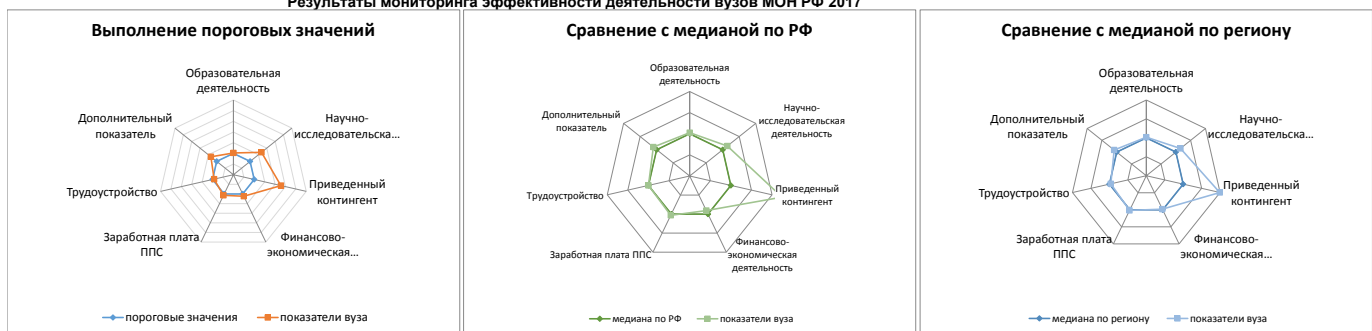 Результаты мониторинга эффективности деятельности вузов МОН РФ 2017
Выполнение пороговых значений
Образовательная
деятельность
Научно-
исследовательска...
Приведенный
контингент
Финансово-
экономическая...
Заработная плата
ППС
Трудоустройство
Дополнительный
показатель
пороговые значения
показатели вуза
Сравнение с медианой по РФ
Образовательная
деятельность
Научно-
исследовательская
деятельность
Приведенный
контингент
Финансово-
экономическая
деятельность
Заработная плата ППС
Трудоустройство
Дополнительный
показатель
медиана по РФ
показатели вуза
Сравнение с медианой по региону
Образовательная
деятельность
Научно-
исследовательска...
Приведенный
контингент
Финансово-
экономическая...
Заработная плата
ППС
Трудоустройство
Дополнительный
показатель
медиана по региону
показатели вуза